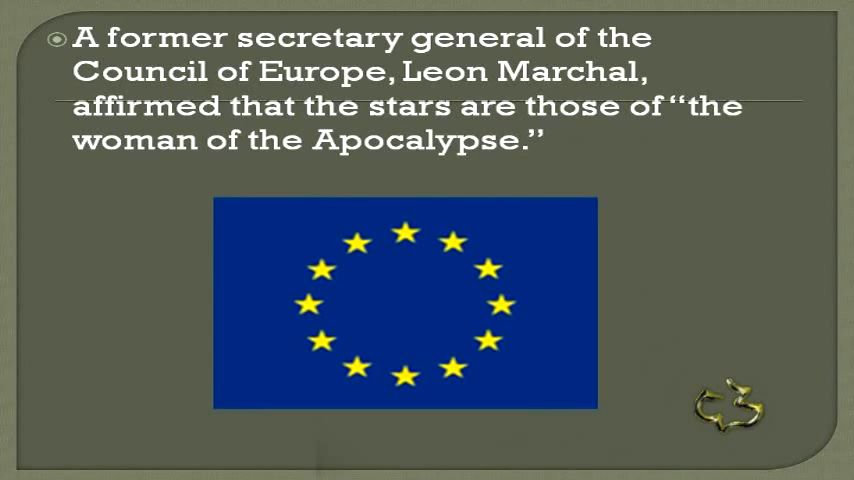 A former secretary general of the
Council of Europe, Leon Marchal,
affirmed that the stars are those of “the
woman of the Apocalypse.”